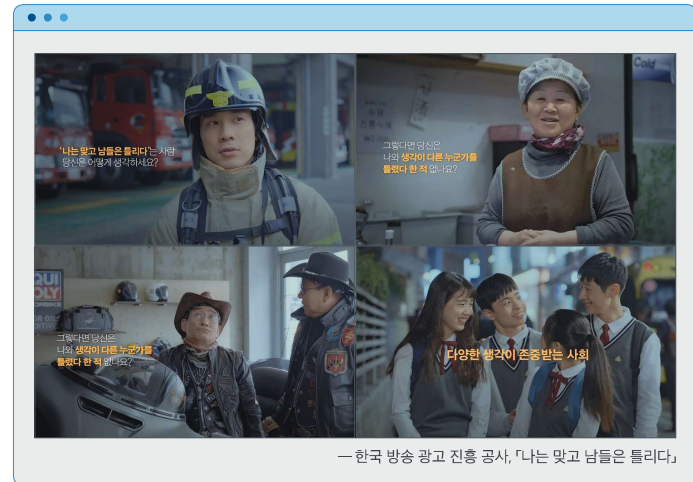 '나는 맞고 남들은 틀리다'는 사람
당신은 어떻게 생각하세요?
Cold
그렇다면 당신은
나와 생각이 다른 누군가를
틀렸다 한 적 없나요?
QUI
OLY
그렇다면 당신은
나와 생각이 다른 누군가를
틀렸다 한 적 없나요?
다양한 생각이 존중받는 사회
— 한국 방송 광고 진흥 공사, 「나는 맞고 남들은 틀리다」